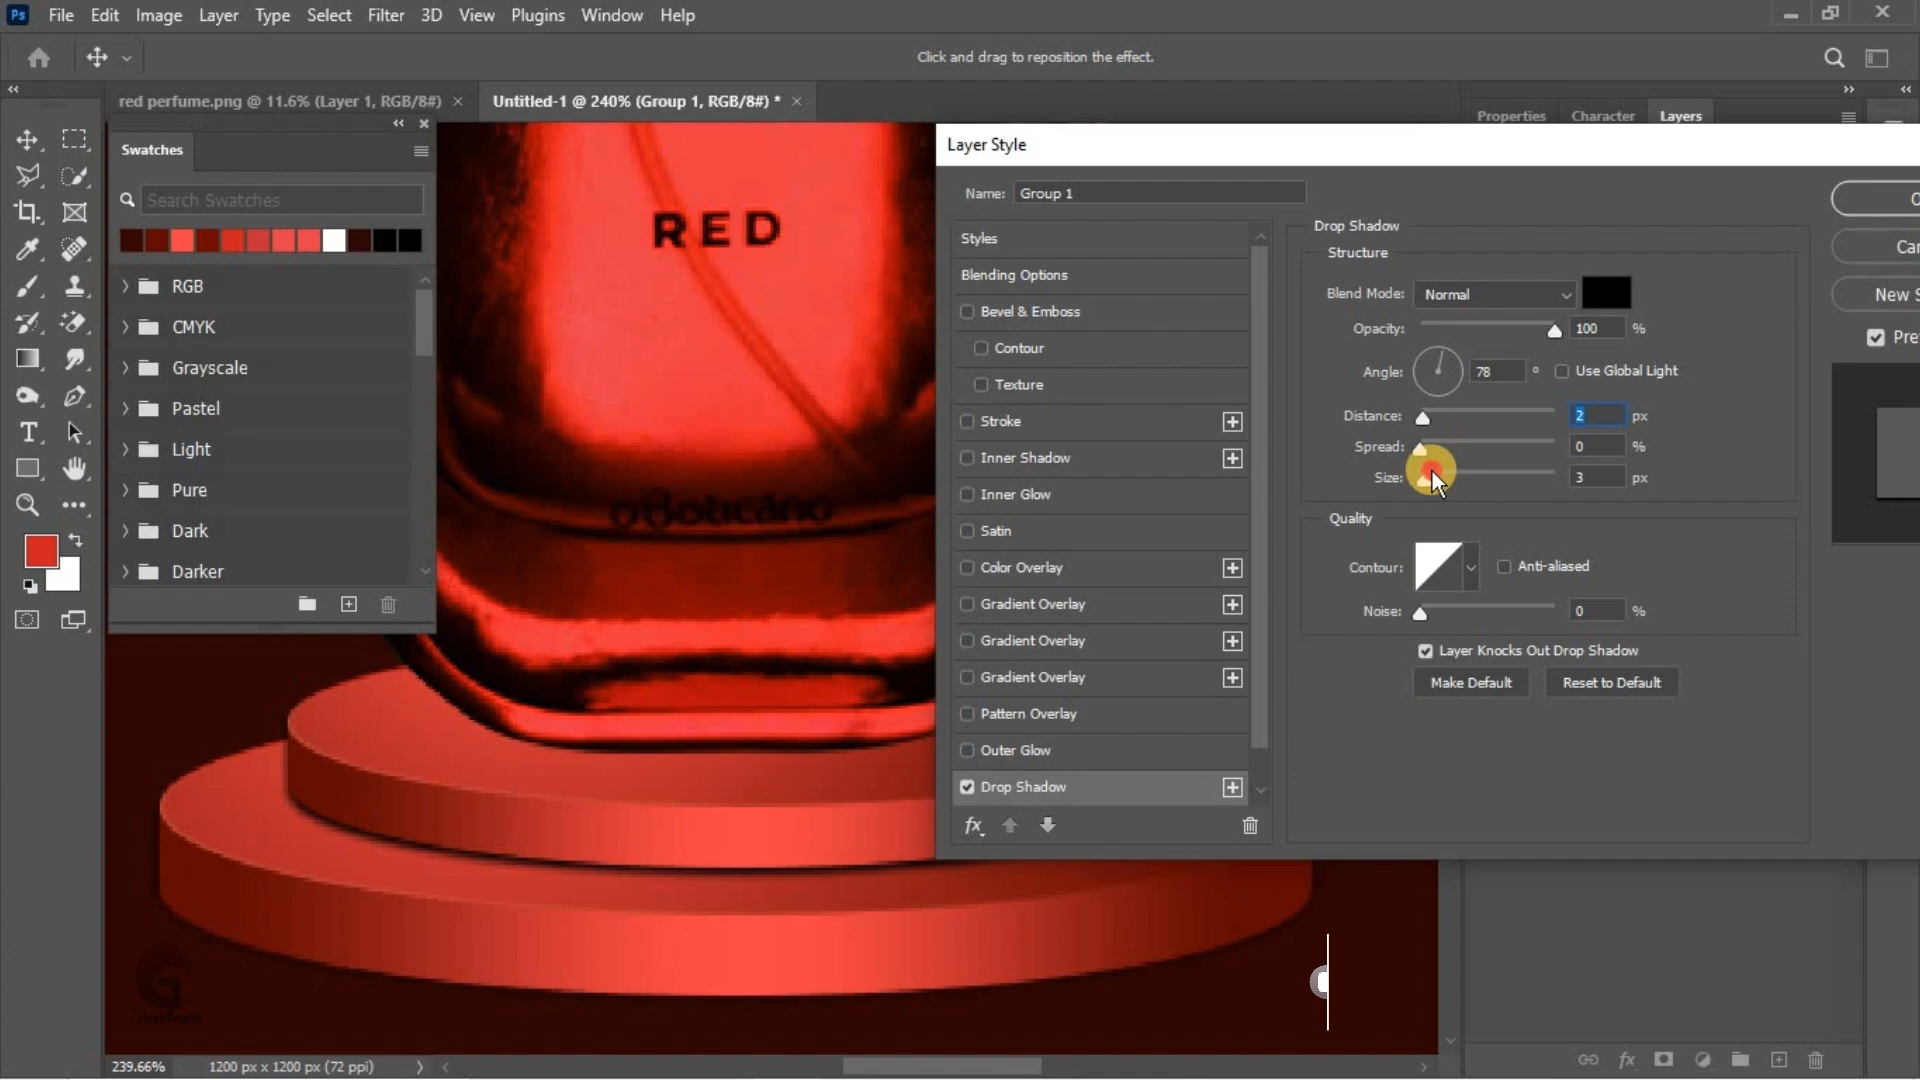 Ps File Edit Image Layer Type Select Filter 3D View Plugins Window Help
Click and drag to reposition the effect.
red perfume.png @ 11.6% (Layer 1, RGB/8#) Untitled-1 @ 240% (Group 1, RGB/8#) *
Properties Character Layers
Swatches
Search Swatches
RGB
CMYK
Grayscale
Pastel
Light
Pure
Dark
Darker
RED
oBoticário
Layer Style
Name: Group 1
Styles
Blending Options
Bevel & Emboss
Contour
Texture
Stroke
Inner Shadow
Inner Glow
Satin
Color Overlay
Gradient Overlay
Gradient Overlay
Gradient Overlay
Pattern Overlay
Outer Glow
Drop Shadow
fx
Drop Shadow
Structure
Blend Mode: Normal
Opacity: 100 %
Angle: 78 ° Use Global Light
Distance: 2 px
Spread: 0 %
Size: 3 px
Quality
Contour: Anti-aliased
Noise: 0 %
Layer Knocks Out Drop Shadow
Make Default Reset to Default
O
Can
New S
Pre
239.66% 1200 px x 1200 px (72 ppi)
fx